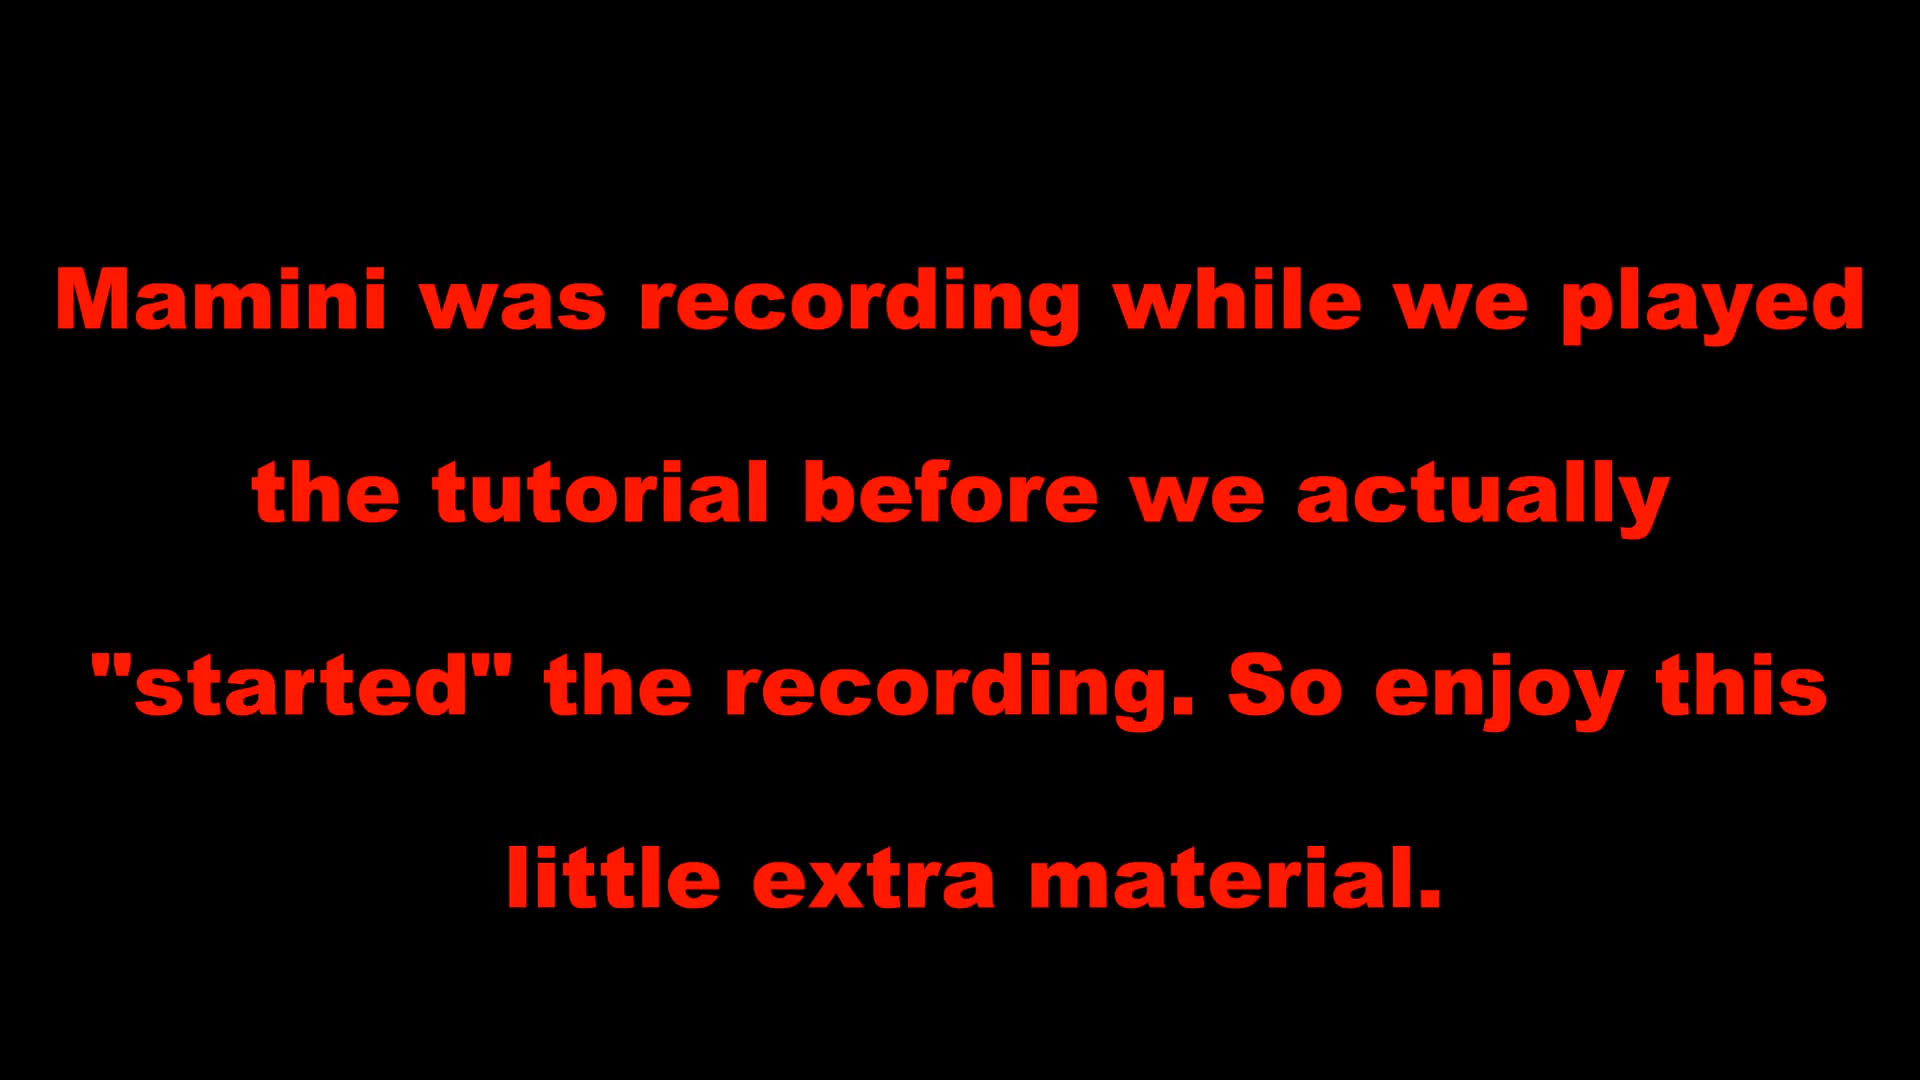 Mamini was recording while we played
the tutorial before we actually
"started" the recording. So enjoy this
little extra material.